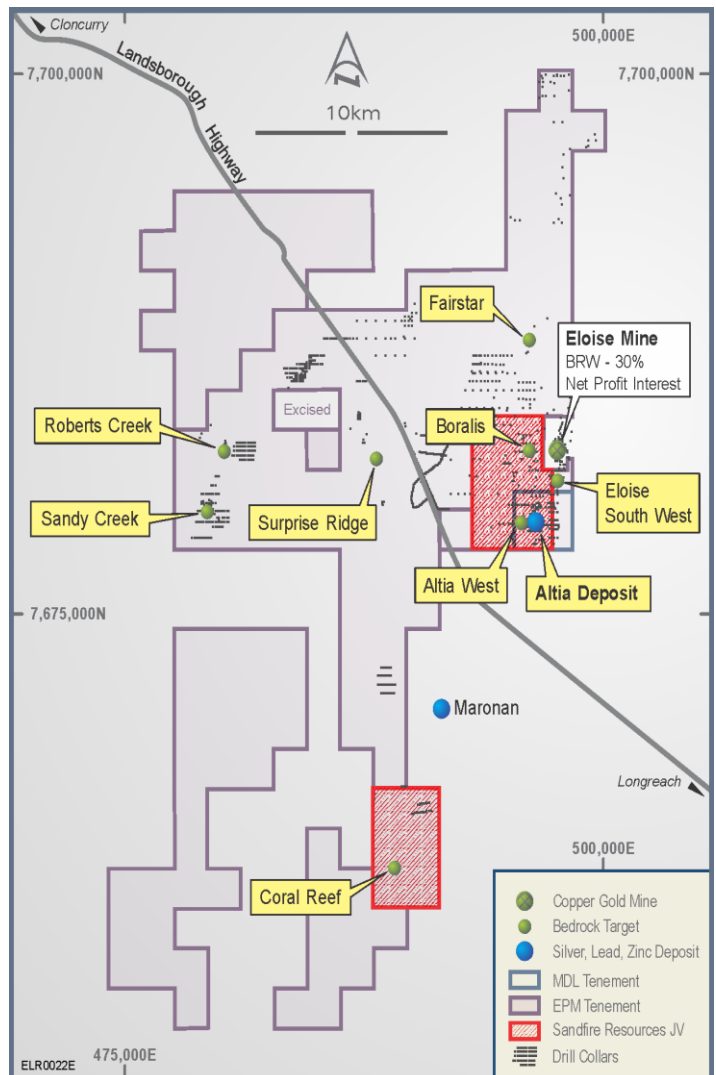 Cloncurry
500,000E
7,700,000N
7,700,000N
Landsborough
Highway
10km
Fairstar
Eloise Mine
BRW - 30%
Net Profit Interest
Excised
Roberts Creek
Boralis
Sandy Creek
Surprise Ridge
Eloise
South West
Altia West
Altia Deposit
7,675,000N
Maronan
Longreach
500,000E
Coral Reef
Copper Gold Mine
Bedrock Target
Silver, Lead, Zinc Deposit
MDL Tenement
EPM Tenement
Sandfire Resources JV
Drill Collars
475,000E
ELR0022E